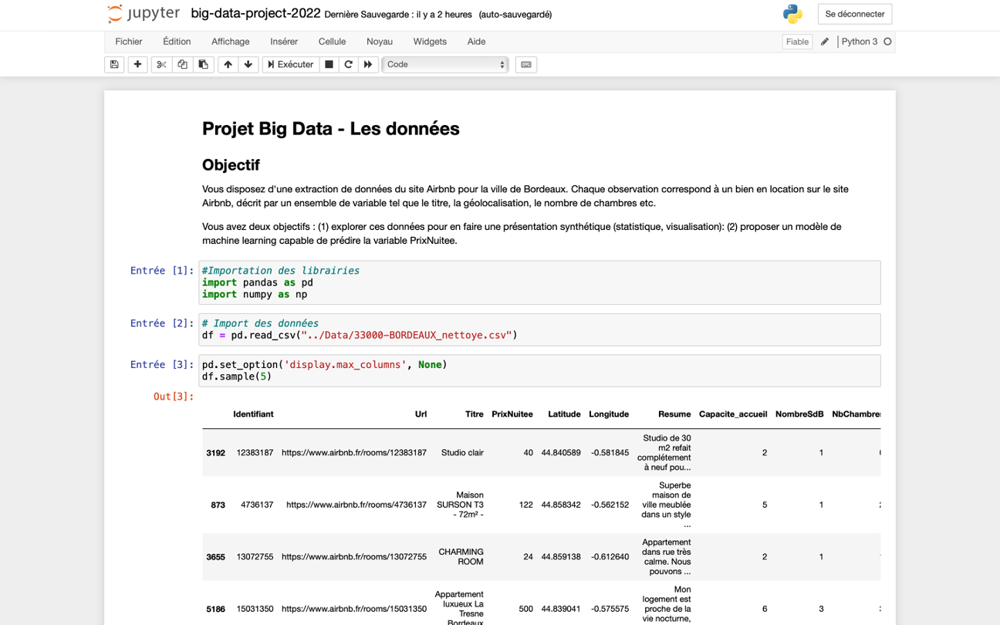 jupyter big-data-project-2022 Dernière Sauvegarde : il y a 2 heures (auto-sauvegardé)
Se déconnecter
Fichier Édition Affichage Insérer Cellule Noyau Widgets Aide
Fiable Python 3
Exécuter Code
Projet Big Data - Les données
Objectif
Vous disposez d'une extraction de données du site Airbnb pour la ville de Bordeaux. Chaque observation correspond à un bien en location sur le site
Airbnb, décrit par un ensemble de variable tel que le titre, la géolocalisation, le nombre de chambres etc.
Vous avez deux objectifs : (1) explorer ces données pour en faire une présentation synthétique (statistique, visualisation): (2) proposer un modèle de
machine learning capable de prédire la variable PrixNuitee.
Entrée [1]:
#Importation des librairies
import pandas as pd
import numpy as np
Entrée [2]:
# Import des données
df = pd.read_csv("../Data/33000-BORDEAUX_nettoye.csv")
Entrée [3]:
pd.set_option('display.max_columns', None)
df.sample(5)
Out[3]:
Identifiant Url Titre PrixNuitee Latitude Longitude Resume Capacite_accueil NombreSdB NbChambres
3192 12383187 https://www.airbnb.fr/rooms/12383187 Studio clair 40 44.840589 -0.581845
Studio de 30
m2 refait
complétement
à neuf pou...
2 1
873 4736137 https://www.airbnb.fr/rooms/4736137
Maison
SURSON T3
- 72m² -
122 44.858342 -0.562152
Superbe
maison de
ville meublée
dans un style
...
5 1
3655 13072755 https://www.airbnb.fr/rooms/13072755
CHARMING
ROOM
24 44.859138 -0.612640
Appartement
dans rue très
calme. Nous
pouvons ...
2 1
5186 15031350 https://www.airbnb.fr/rooms/15031350
Appartement
luxueux La
Tresne
Bordeaux
500 44.839041 -0.575575
Mon
logement est
proche de la
vie nocturne,
6 3